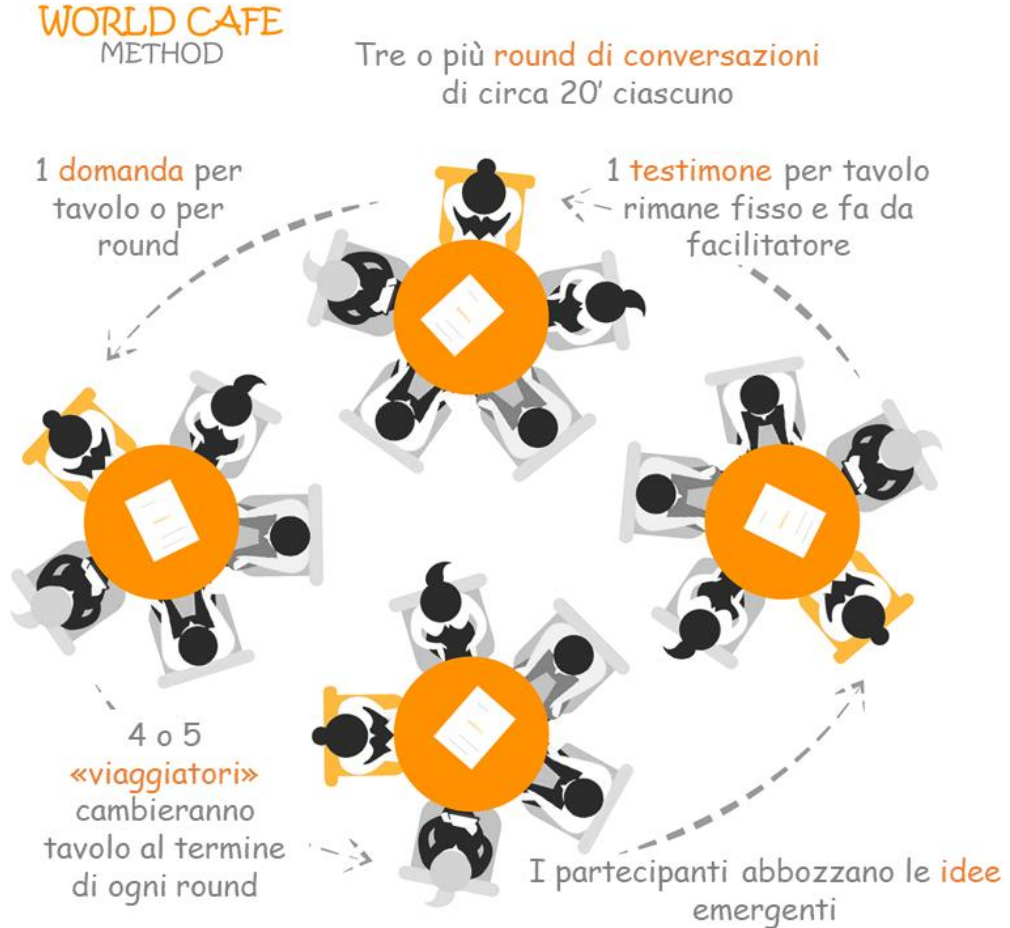 WORLD CAFE
METHOD
Tre o più round di conversazioni
di circa 20' ciascuno
1 domanda per
tavolo o per
round
1 testimone per tavolo
rimane fisso e fa da
facilitatore
4 o 5
«viaggiatori»
cambieranno
tavolo al termine
di ogni round
I partecipanti abbozzano le idee
emergenti